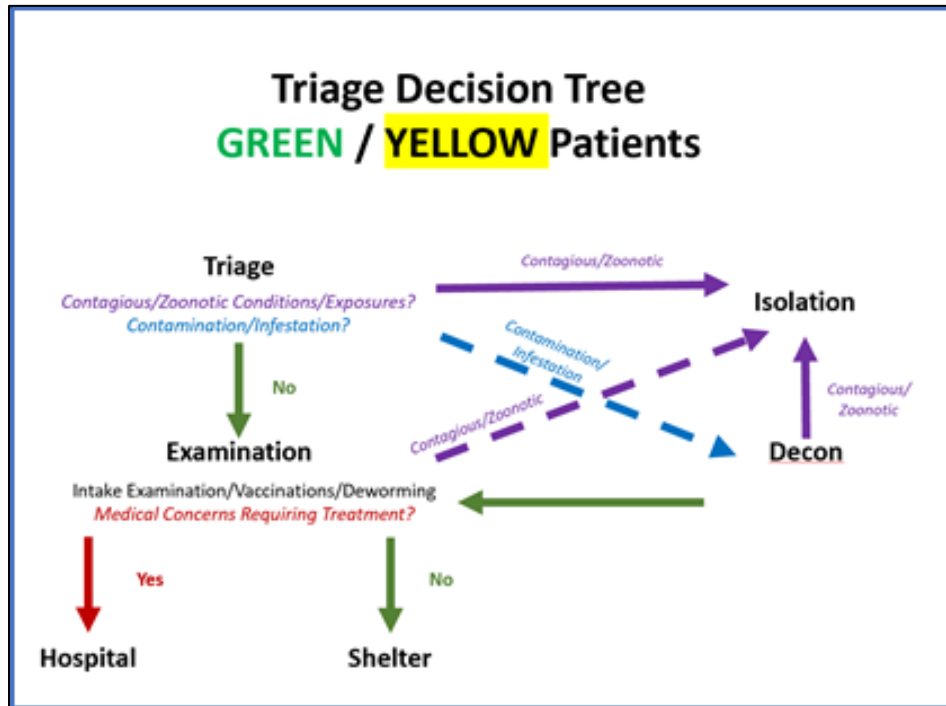 Triage Decision Tree
GREEN / YELLOW Patients
Triage
Contagious/Zoonotic Conditions/Exposures?
Contamination/Infestation?
Contagious/Zoonotic
Isolation
Contamination/
Infestation
No
Contagious/Zoonotic
Contagious/
Zoonotic
Examination
Decon
Intake Examination/Vaccinations/Deworming
Medical Concerns Requiring Treatment?
Yes
No
Hospital
Shelter